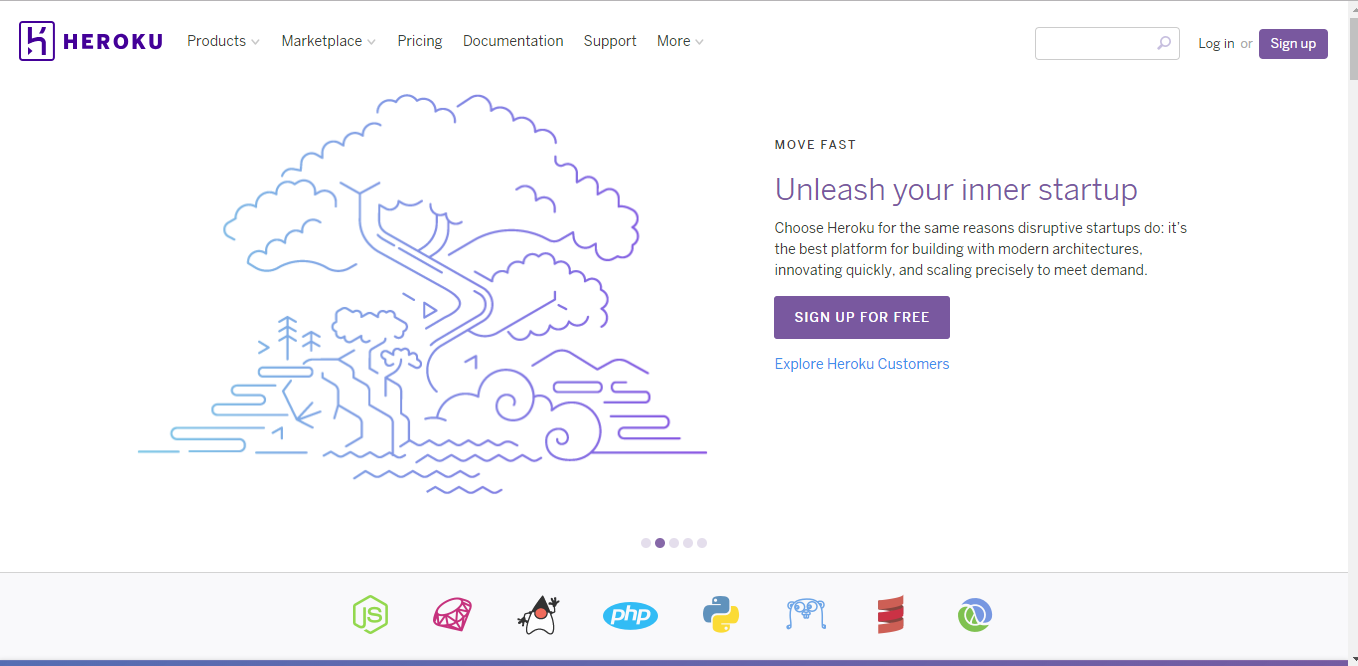 HEROKU Products Marketplace Pricing Documentation Support More Log in or Sign up
MOVE FAST
Unleash your inner startup
Choose Heroku for the same reasons disruptive startups do: it's
the best platform for building with modern architectures,
innovating quickly, and scaling precisely to meet demand.
SIGN UP FOR FREE
Explore Heroku Customers
JS php